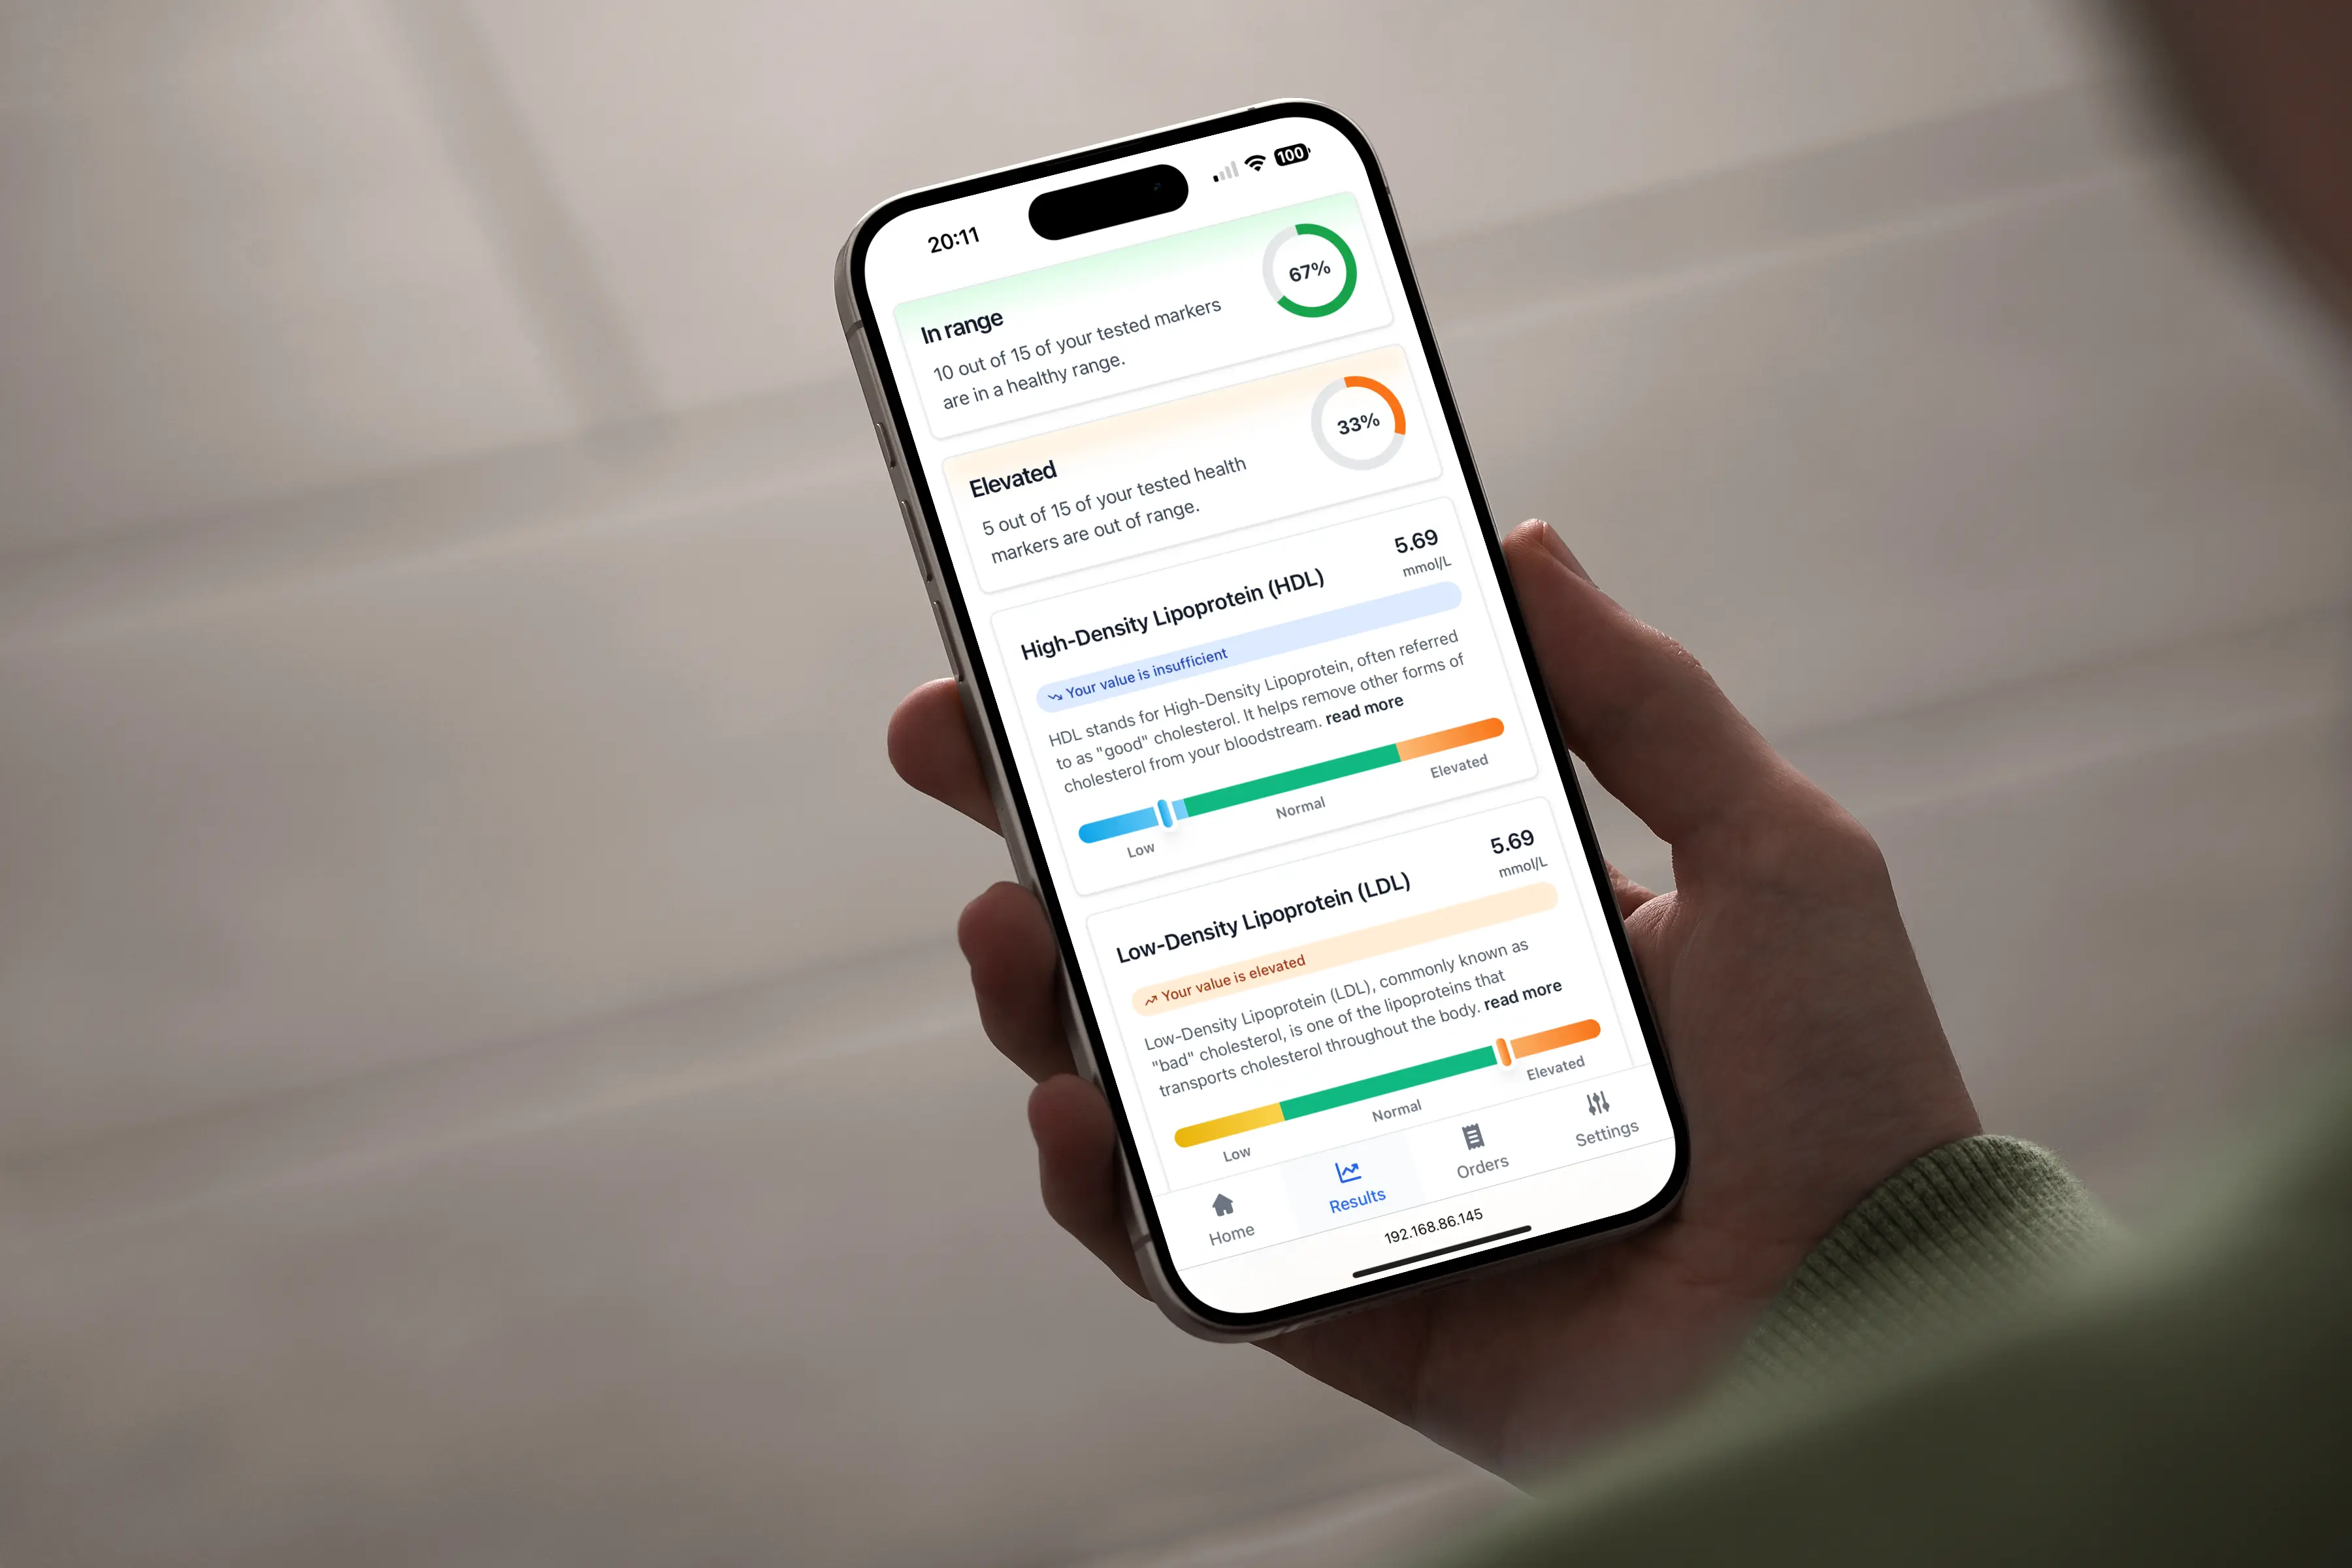 20:11
100
In range
10 out of 15 of your tested markers
are in a healthy range.
67%
Elevated
5 out of 15 of your tested health
markers are out of range.
33%
High-Density Lipoprotein (HDL)
5.69
mmol/L
Your value is insufficient
HDL stands for High-Density Lipoprotein, often referred
to as "good" cholesterol. It helps remove other forms of
cholesterol from your bloodstream. read more
Low
Normal
Elevated
Low-Density Lipoprotein (LDL)
5.69
mmol/L
Your value is elevated
Low-Density Lipoprotein (LDL), commonly known as
"bad" cholesterol, is one of the lipoproteins that
transports cholesterol throughout the body. read more
Low
Normal
Elevated
Home
Results
Orders
Settings
192.168.86.145